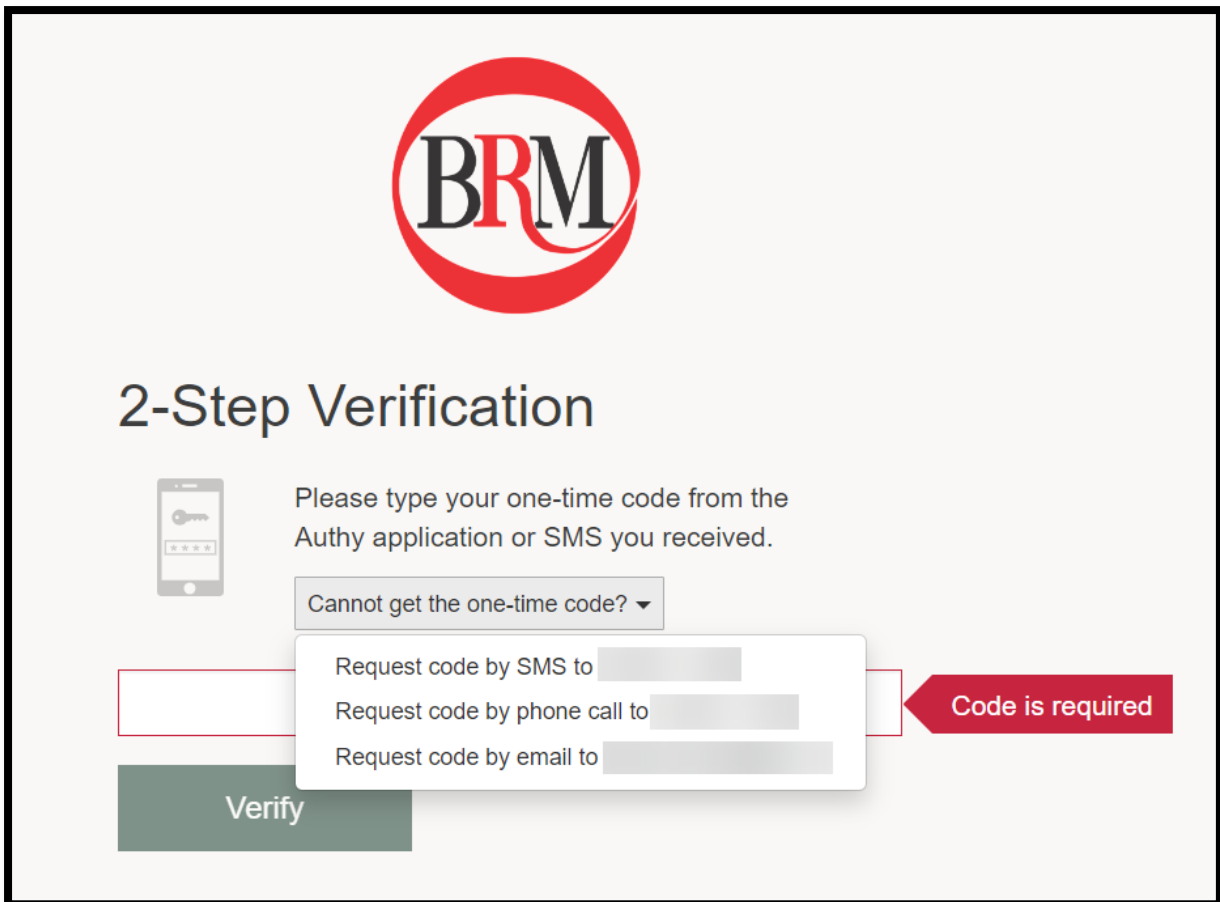 BRM
2-Step Verification
****
Please type your one-time code from the
Authy application or SMS you received.
Cannot get the one-time code?
Request code by SMS to
Request code by phone call to
Request code by email to
Code is required
Verify